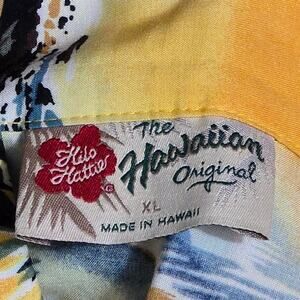 Hilo
Hattie
®
The
Hawaiian
Original
XL
MADE IN HAWAII